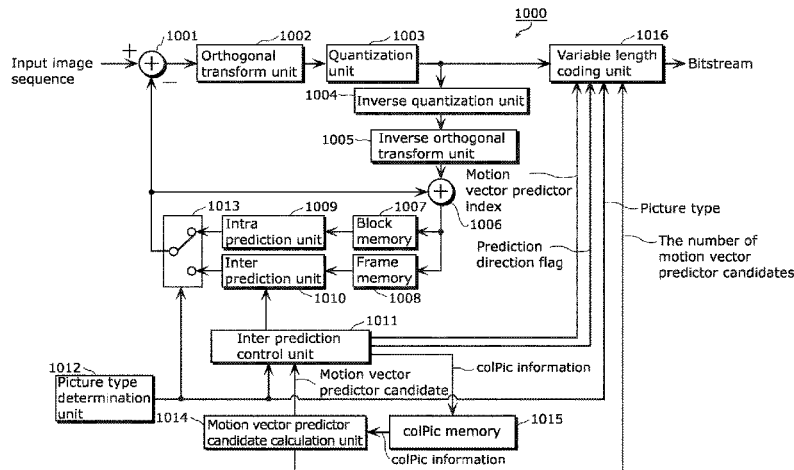 1000
Input image
sequence
+
1001
−
1002
Orthogonal
transform unit
1003
Quantization
unit
1016
Variable length
coding unit
Bitstream
1004
Inverse quantization unit
1005
Inverse orthogonal
transform unit
+
1006
Motion
vector predictor
index
Picture type
Prediction
direction flag
The number of
motion vector
predictor candidates
1013
1009
Intra
prediction unit
1007
Block
memory
Inter
prediction unit
1010
Frame
memory
1008
1011
Inter prediction
control unit
colPic information
1012
Picture type
determination
unit
Motion vector
predictor candidate
1014
Motion vector predictor
candidate calculation unit
colPic memory
1015
colPic information